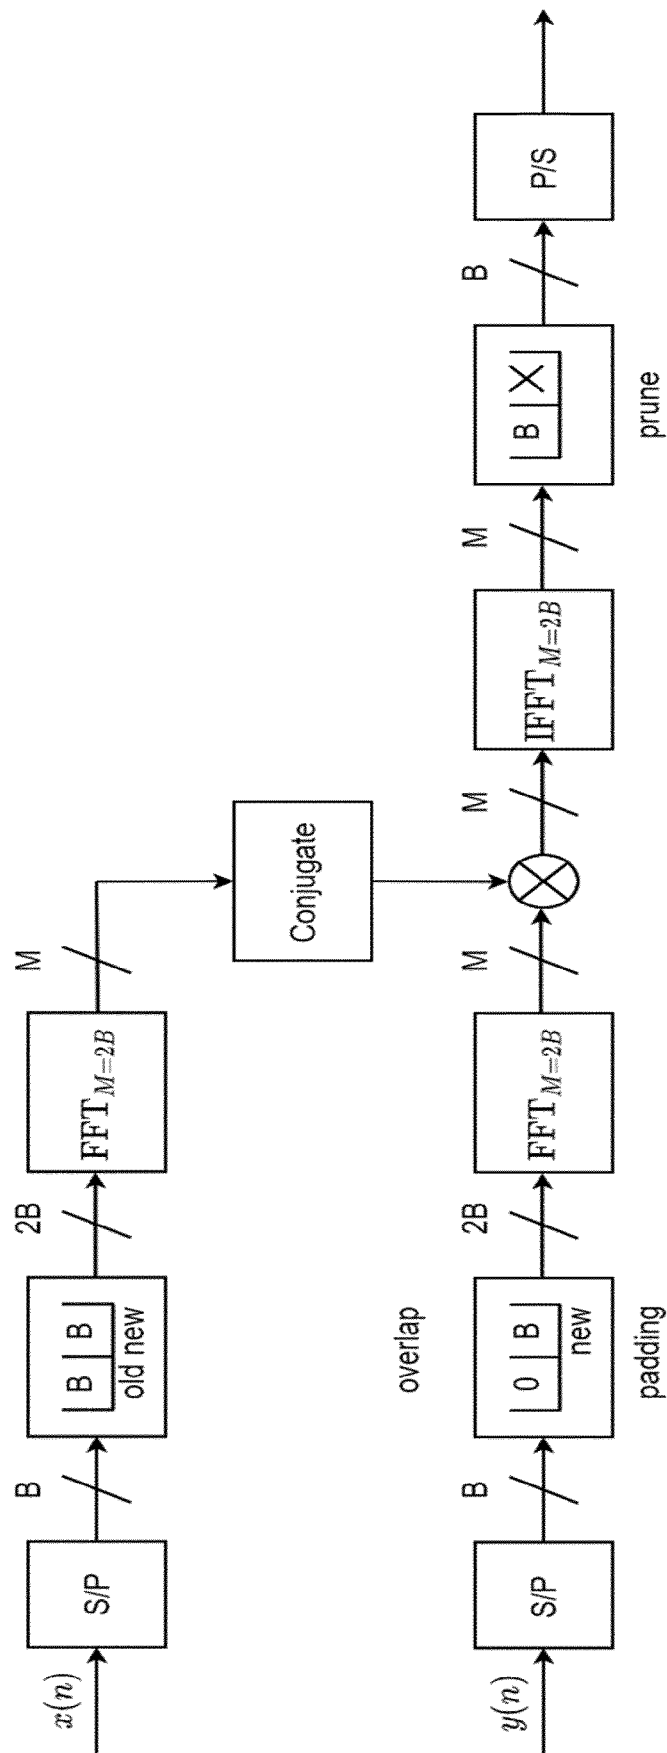 x(n)
S/P
B
B B
old new
2B
FFT_{M=2B}
M
Conjugate
overlap
y(n)
S/P
B
0 B
new
padding
2B
FFT_{M=2B}
M
M
IFFT_{M=2B}
M
B X
prune
B
P/S